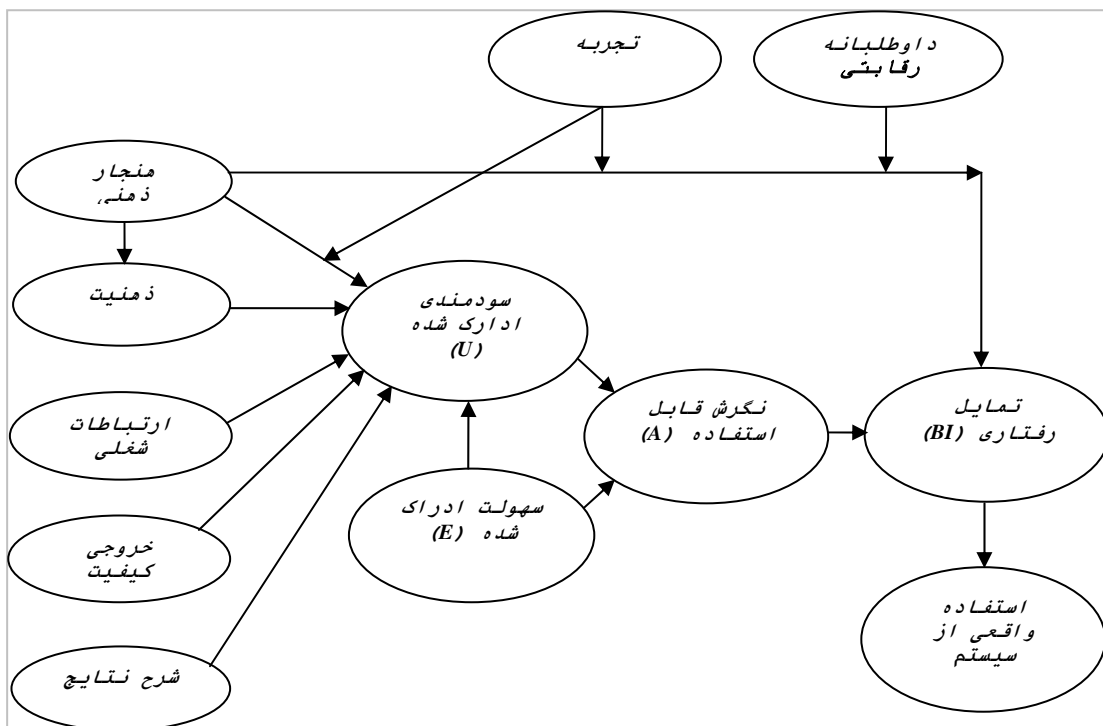 تجربه
داوطلبانه
رقابتی
هنجار
ذهنی
ذهنیت
سودمندی
ادارک شده
(U)
ارتباطات
شغلی
نگرش قابل
استفاده (A)
تمایل
رفتاری (BI)
سهولت ادراک
شده (E)
خروجی
کیفیت
استفاده
واقعی از
سیستم
شرح نتایج